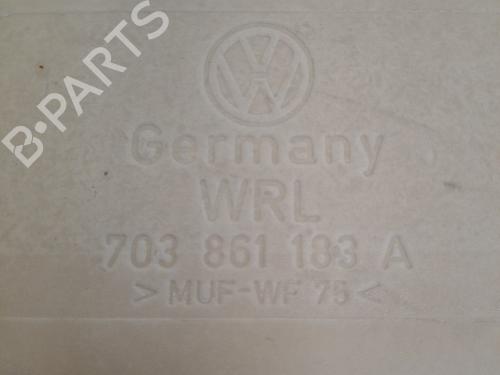 B-PARTS
Germany
WRL
703 861 183 A
> MUF-WF 75 <